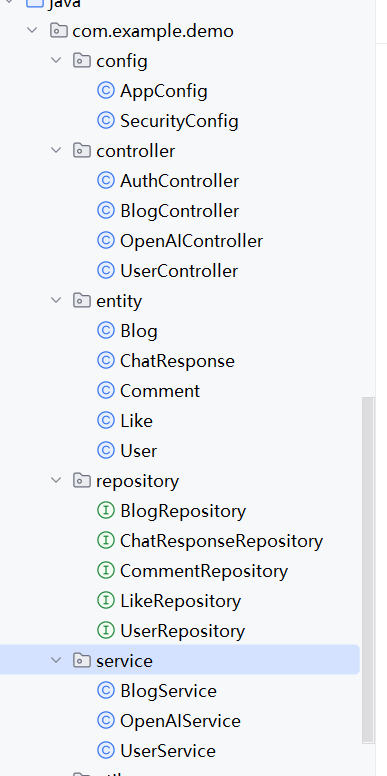 java
com.example.demo
config
AppConfig
SecurityConfig
controller
AuthController
BlogController
OpenAIController
UserController
entity
Blog
ChatResponse
Comment
Like
User
repository
BlogRepository
ChatResponseRepository
CommentRepository
LikeRepository
UserRepository
service
BlogService
OpenAIService
UserService